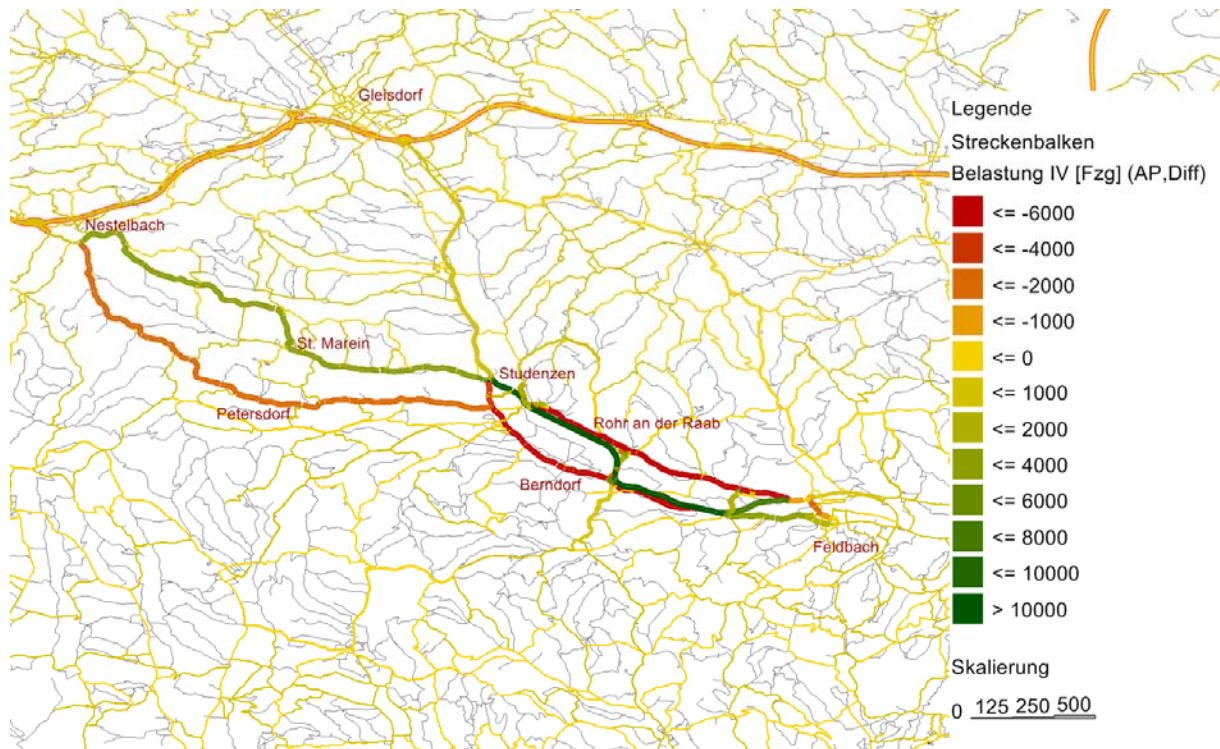 Gleisdorf
Legende
Streckenbalken
Belastung IV [Fzg] (AP,Diff)
<= -6000
Nestelbach
<= -4000
<= -2000
<= -1000
St. Marein
<= 0
Studenzen
<= 1000
Petersdorf
Rohr an der Raab
<= 2000
<= 4000
Berndorf
<= 6000
Feldbach
<= 8000
<= 10000
> 10000
Skalierung
0 125 250 500